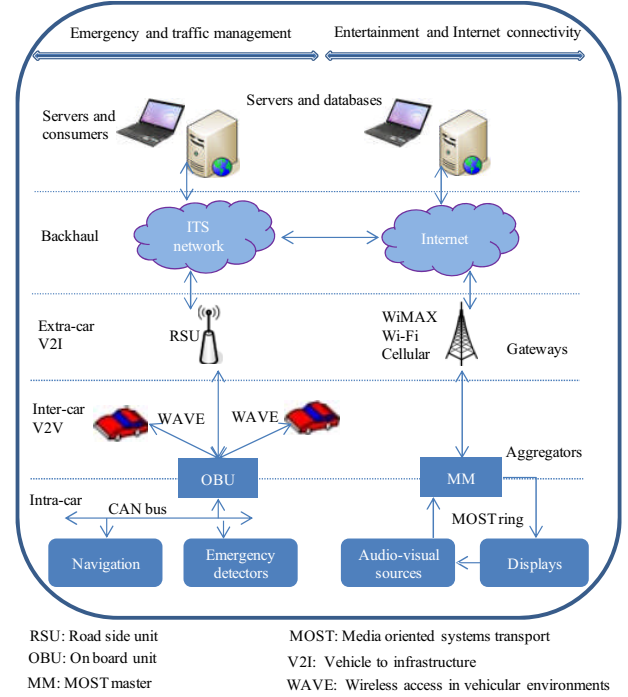 Emergency and traffic management
Entertainment and Internet connectivity
Servers and
consumers
Servers and databases
Backhaul
ITS
network
Internet
Extra-car
V2I
RSU
WiMAX
Wi-Fi
Cellular
Gateways
Inter-car
V2V
WAVE
WAVE
Aggregators
OBU
MM
Intra-car
CAN bus
MOST ring
Navigation
Emergency
detectors
Audio-visual
sources
Displays
RSU: Road side unit
MOST: Media oriented systems transport
OBU: On board unit
V2I: Vehicle to infrastructure
MM: MOST master
WAVE: Wireless access in vehicular environments